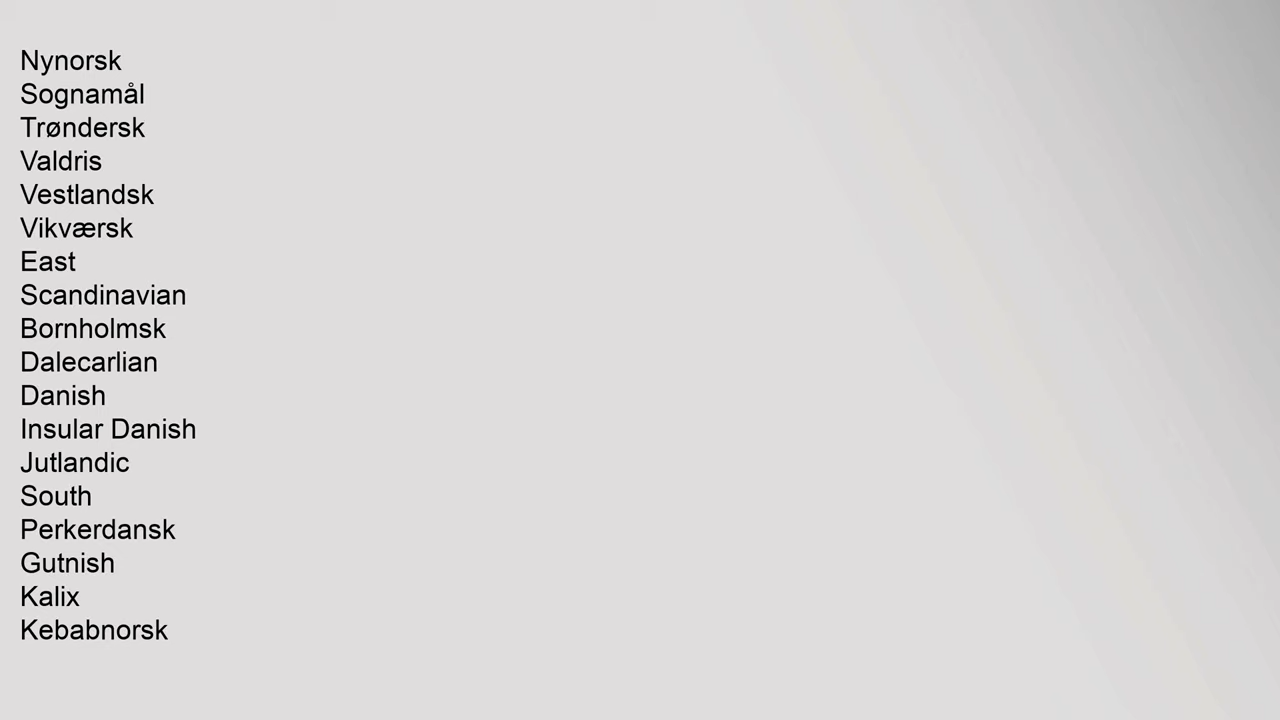 Nynorsk
Sognamål
Trøndersk
Valdris
Vestlandsk
Vikværsk
East
Scandinavian
Bornholmsk
Dalecarlian
Danish
Insular Danish
Jutlandic
South
Perkerdansk
Gutnish
Kalix
Kebabnorsk